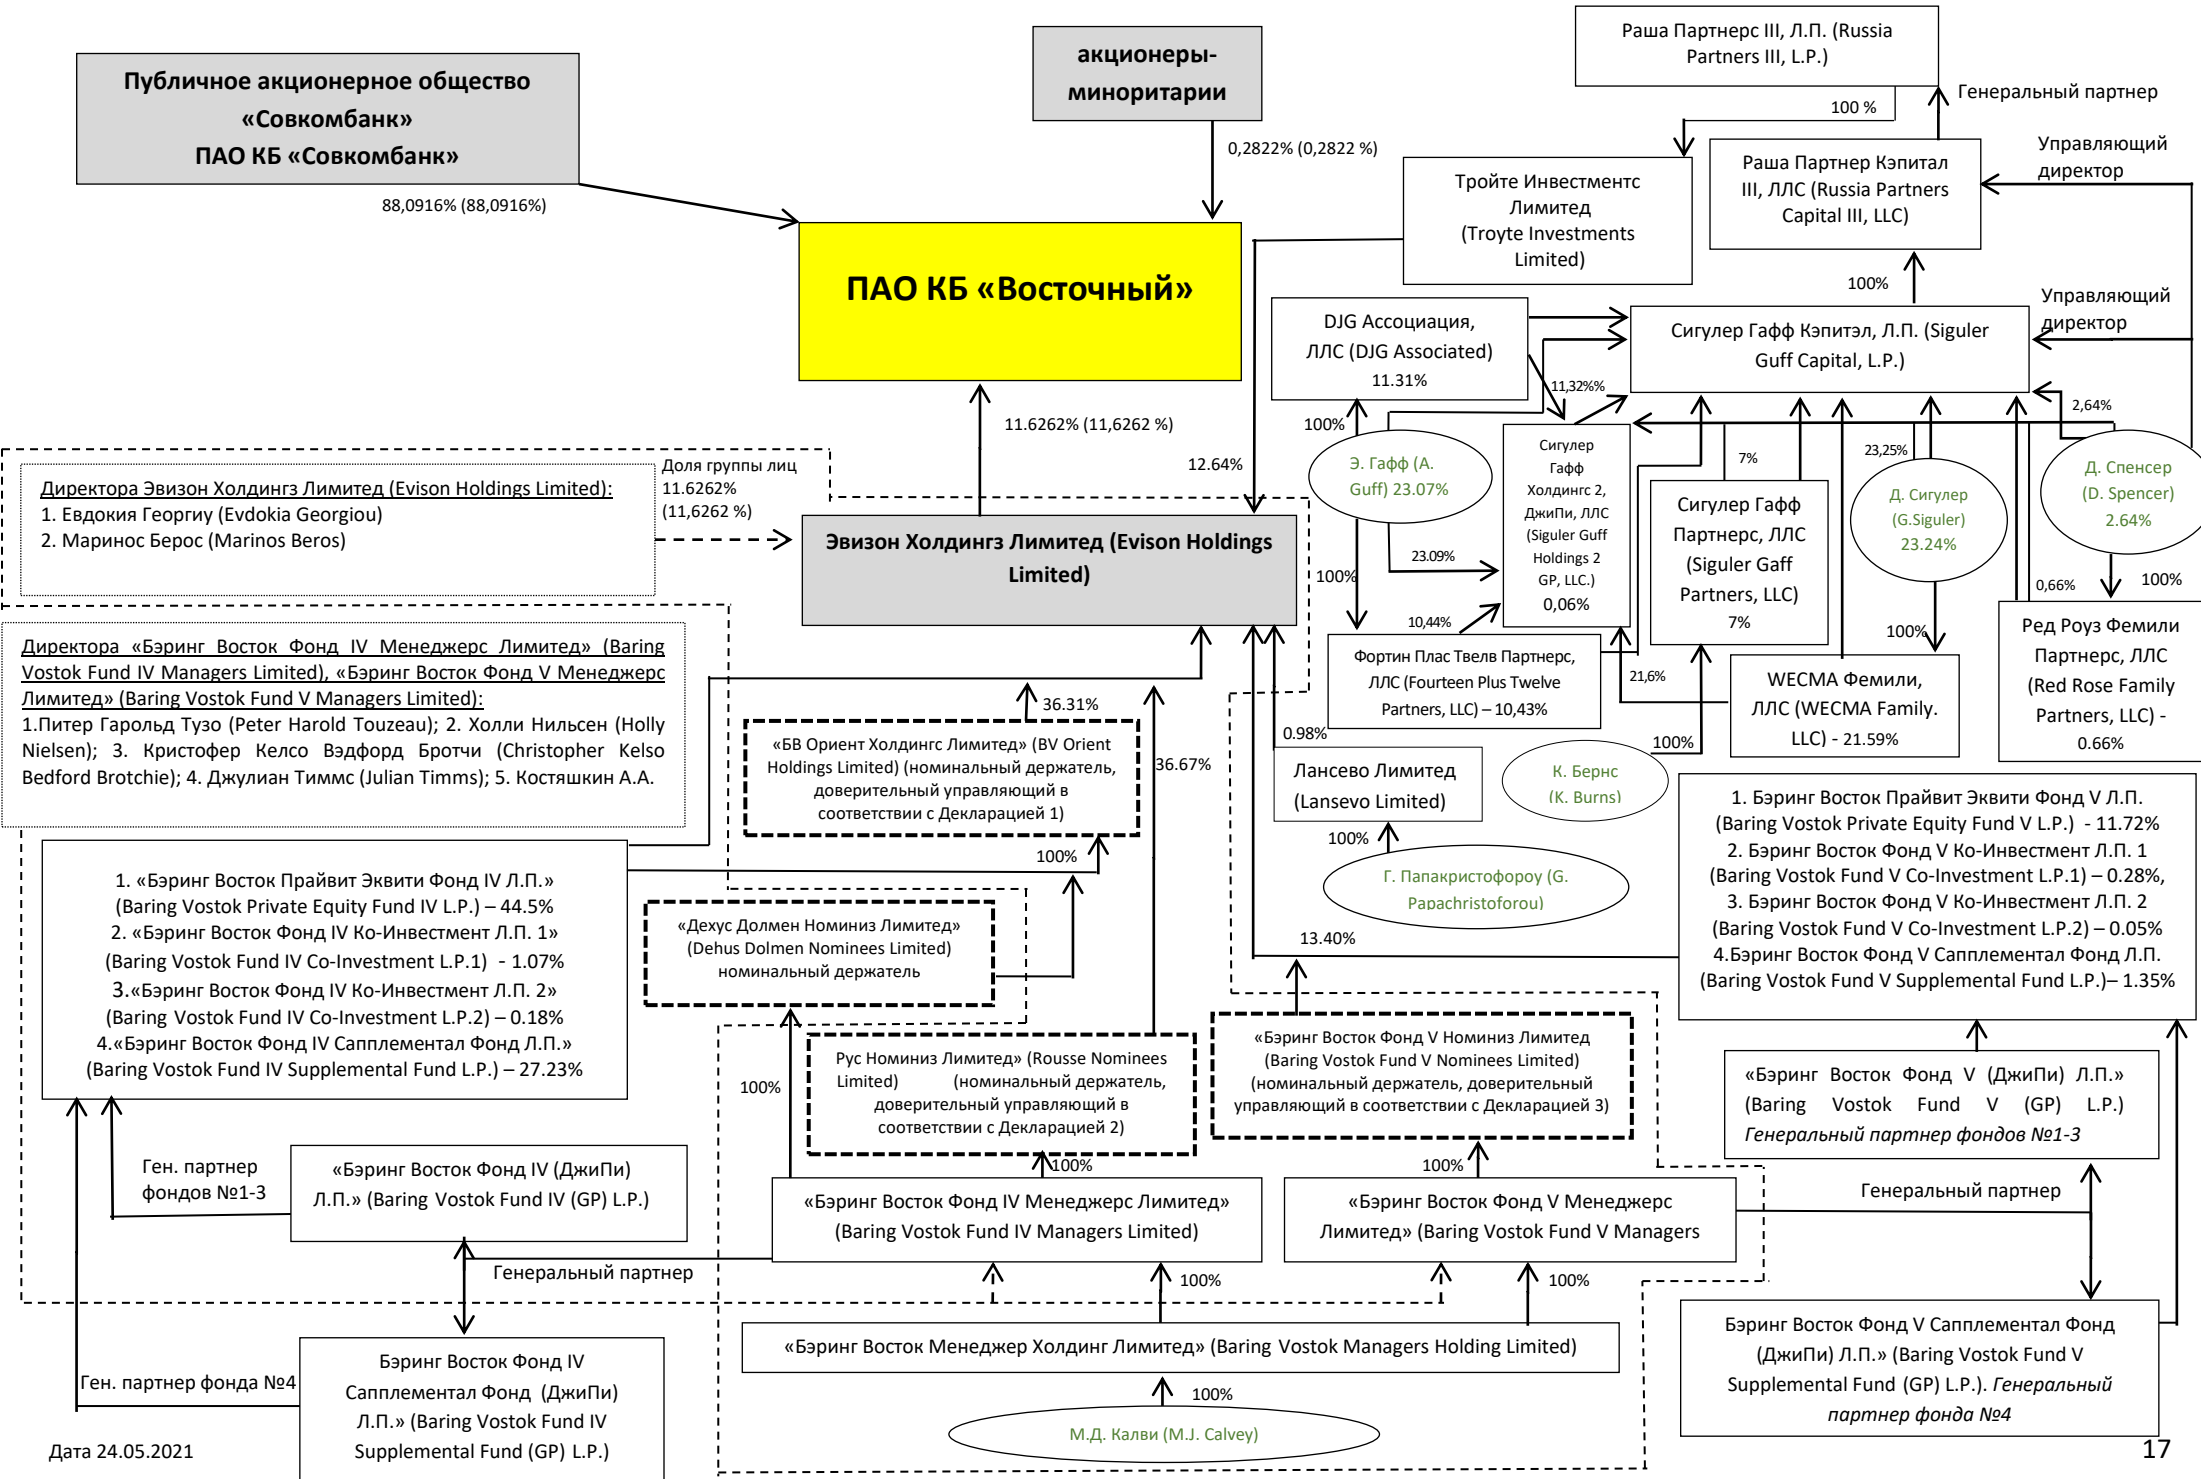 Публичное акционерное общество
«Совкомбанк»
ПАО КБ «Совкомбанк»
88,0916% (88,0916%)
акционеры-
миноритарии
0,2822% (0,2822 %)
Раша Партнерс III, Л.П. (Russia
Partners III, L.P.)
100 %
Генеральный партнер
Тройте Инвестментс
Лимитед
(Troyte Investments
Limited)
Раша Партнер Кэпитал
III, ЛЛС (Russia Partners
Capital III, LLC)
Управляющий
директор
100%
ПАО КБ «Восточный»
11.6262% (11,6262 %)
12.64%
DJG Ассоциация,
ЛЛС (DJG Associated)
11.31%
11,32%%
Сигулер Гафф Кэпитэл, Л.П. (Siguler
Guff Capital, L.P.)
Управляющий
директор
100%
Э. Гафф (A.
Guff) 23.07%
23.09%
100%
Сигулер
Гафф
Холдингс 2,
ДжиПи, ЛЛС
(Siguler Guff
Holdings 2
GP, LLC.)
0,06%
7%
Сигулер Гафф
Партнерс, ЛЛС
(Siguler Gaff
Partners, LLC)
7%
23,25%
Д. Сигулер
(G.Siguler)
23.24%
100%
2,64%
Д. Спенсер
(D. Spencer)
2.64%
100%
0,66%
Ред Роуз Фемили
Партнерс, ЛЛС
(Red Rose Family
Partners, LLC) -
0.66%
10,44%
Фортин Плас Твелв Партнерс,
ЛЛС (Fourteen Plus Twelve
Partners, LLC) – 10,43%
21,6%
WECMA Фемили,
ЛЛС (WECMA Family.
LLC) - 21.59%
100%
К. Бернс
(K. Burns)
Доля группы лиц
11.6262%
(11,6262 %)
Директора Эвизон Холдингз Лимитед (Evison Holdings Limited):
1. Евдокия Георгиу (Evdokia Georgiou)
2. Маринос Берос (Marinos Beros)
Эвизон Холдингз Лимитед (Evison Holdings
Limited)
Директора «Бэринг Восток Фонд IV Менеджерс Лимитед» (Baring
Vostok Fund IV Managers Limited), «Бэринг Восток Фонд V Менеджерс
Лимитед» (Baring Vostok Fund V Managers Limited):
1.Питер Гарольд Тузо (Peter Harold Touzeau); 2. Холли Нильсен (Holly
Nielsen); 3. Кристофер Келсо Вэдфорд Бротчи (Christopher Kelso
Bedford Brotchie); 4. Джулиан Тиммс (Julian Timms); 5. Костяшкин А.А.
36.31%
«БВ Ориент Холдингс Лимитед» (BV Orient
Holdings Limited) (номинальный держатель,
доверительный управляющий в
соответствии с Декларацией 1)
36.67%
0.98%
Лансево Лимитед
(Lansevo Limited)
100%
Г. Папакристофороу (G.
Papachristoforou)
100%
1. «Бэринг Восток Прайвит Эквити Фонд IV Л.П.»
(Baring Vostok Private Equity Fund IV L.P.) – 44.5%
2. «Бэринг Восток Фонд IV Ко-Инвестмент Л.П. 1»
(Baring Vostok Fund IV Co-Investment L.P.1) - 1.07%
3.«Бэринг Восток Фонд IV Ко-Инвестмент Л.П. 2»
(Baring Vostok Fund IV Co-Investment L.P.2) – 0.18%
4.«Бэринг Восток Фонд IV Сапплементал Фонд Л.П.»
(Baring Vostok Fund IV Supplemental Fund L.P.) – 27.23%
«Дехус Долмен Номиниз Лимитед»
(Dehus Dolmen Nominees Limited)
номинальный держатель
100%
13.40%
1. Бэринг Восток Прайвит Эквити Фонд V Л.П.
(Baring Vostok Private Equity Fund V L.P.) - 11.72%
2. Бэринг Восток Фонд V Ко-Инвестмент Л.П. 1
(Baring Vostok Fund V Co-Investment L.P.1) – 0.28%,
3. Бэринг Восток Фонд V Ко-Инвестмент Л.П. 2
(Baring Vostok Fund V Co-Investment L.P.2) – 0.05%
4.Бэринг Восток Фонд V Сапплементал Фонд Л.П.
(Baring Vostok Fund V Supplemental Fund L.P.)– 1.35%
Рус Номиниз Лимитед» (Rousse Nominees
Limited) (номинальный держатель,
доверительный управляющий в
соответствии с Декларацией 2)
100%
«Бэринг Восток Фонд V Номиниз Лимитед
(Baring Vostok Fund V Nominees Limited)
(номинальный держатель, доверительный
управляющий в соответствии с Декларацией 3)
100%
«Бэринг Восток Фонд V (ДжиПи) Л.П.»
(Baring Vostok Fund V (GP) L.P.)
Генеральный партнер фондов №1-3
Ген. партнер
фондов №1-3
«Бэринг Восток Фонд IV (ДжиПи)
Л.П.» (Baring Vostok Fund IV (GP) L.P.)
«Бэринг Восток Фонд IV Менеджерс Лимитед»
(Baring Vostok Fund IV Managers Limited)
«Бэринг Восток Фонд V Менеджерс
Лимитед» (Baring Vostok Fund V Managers
Генеральный партнер
Генеральный партнер
100%
100%
«Бэринг Восток Менеджер Холдинг Лимитед» (Baring Vostok Managers Holding Limited)
100%
М.Д. Калви (M.J. Calvey)
Ген. партнер фонда №4
Бэринг Восток Фонд IV
Сапплементал Фонд (ДжиПи)
Л.П.» (Baring Vostok Fund IV
Supplemental Fund (GP) L.P.)
Бэринг Восток Фонд V Сапплементал Фонд
(ДжиПи) Л.П.» (Baring Vostok Fund V
Supplemental Fund (GP) L.P.). Генеральный
партнер фонда №4
Дата 24.05.2021
17